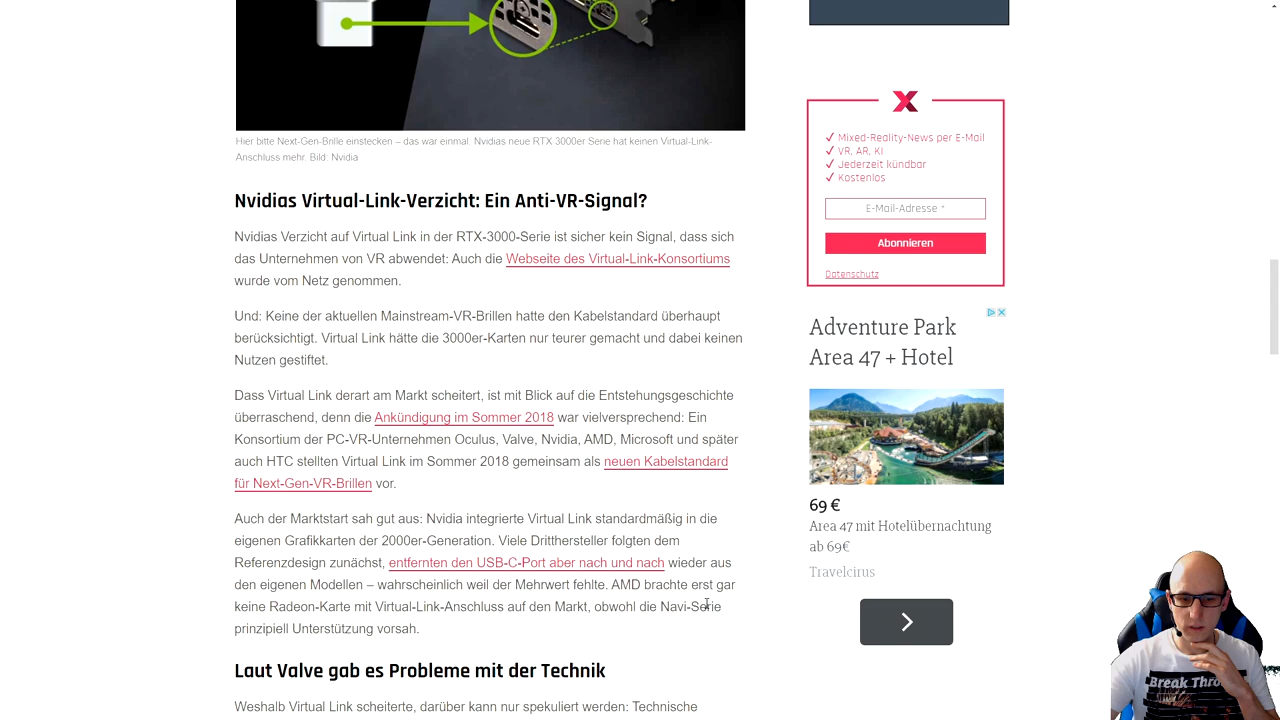 Hier bitte Next-Gen-Brille einstecken – das war einmal. Nvidias neue RTX 3000er Serie hat keinen Virtual-Link-
Anschluss mehr. Bild: Nvidia
Nvidias Virtual-Link-Verzicht: Ein Anti-VR-Signal?
Nvidias Verzicht auf Virtual Link in der RTX-3000-Serie ist sicher kein Signal, dass sich
das Unternehmen von VR abwendet: Auch die Webseite des Virtual-Link-Konsortiums
wurde vom Netz genommen.
Und: Keine der aktuellen Mainstream-VR-Brillen hatte den Kabelstandard überhaupt
berücksichtigt. Virtual Link hätte die 3000er-Karten nur teurer gemacht und dabei keinen
Nutzen gestiftet.
Dass Virtual Link derart am Markt scheitert, ist mit Blick auf die Entstehungsgeschichte
überraschend, denn die Ankündigung im Sommer 2018 war vielversprechend: Ein
Konsortium der PC-VR-Unternehmen Oculus, Valve, Nvidia, AMD, Microsoft und später
auch HTC stellten Virtual Link im Sommer 2018 gemeinsam als neuen Kabelstandard
für Next-Gen-VR-Brillen vor.
Auch der Marktstart sah gut aus: Nvidia integrierte Virtual Link standardmäßig in die
eigenen Grafikkarten der 2000er-Generation. Viele Dritthersteller folgten dem
Referenzdesign zunächst, entfernten den USB-C-Port aber nach und nach wieder aus
den eigenen Modellen – wahrscheinlich weil der Mehrwert fehlte. AMD brachte erst gar
keine Radeon-Karte mit Virtual-Link-Anschluss auf den Markt, obwohl die Navi-Serie
prinzipiell Unterstützung vorsah.
Laut Valve gab es Probleme mit der Technik
Weshalb Virtual Link scheiterte, darüber kann nur spekuliert werden: Technische
Mixed-Reality-News per E-Mail
VR, AR, KI
Jederzeit kündbar
Kostenlos
E-Mail-Adresse *
Abonnieren
Datenschutz
Adventure Park
Area 47 + Hotel
69 €
Area 47 mit Hotelübernachtung
ab 69€
Travelcirus
Break Thro